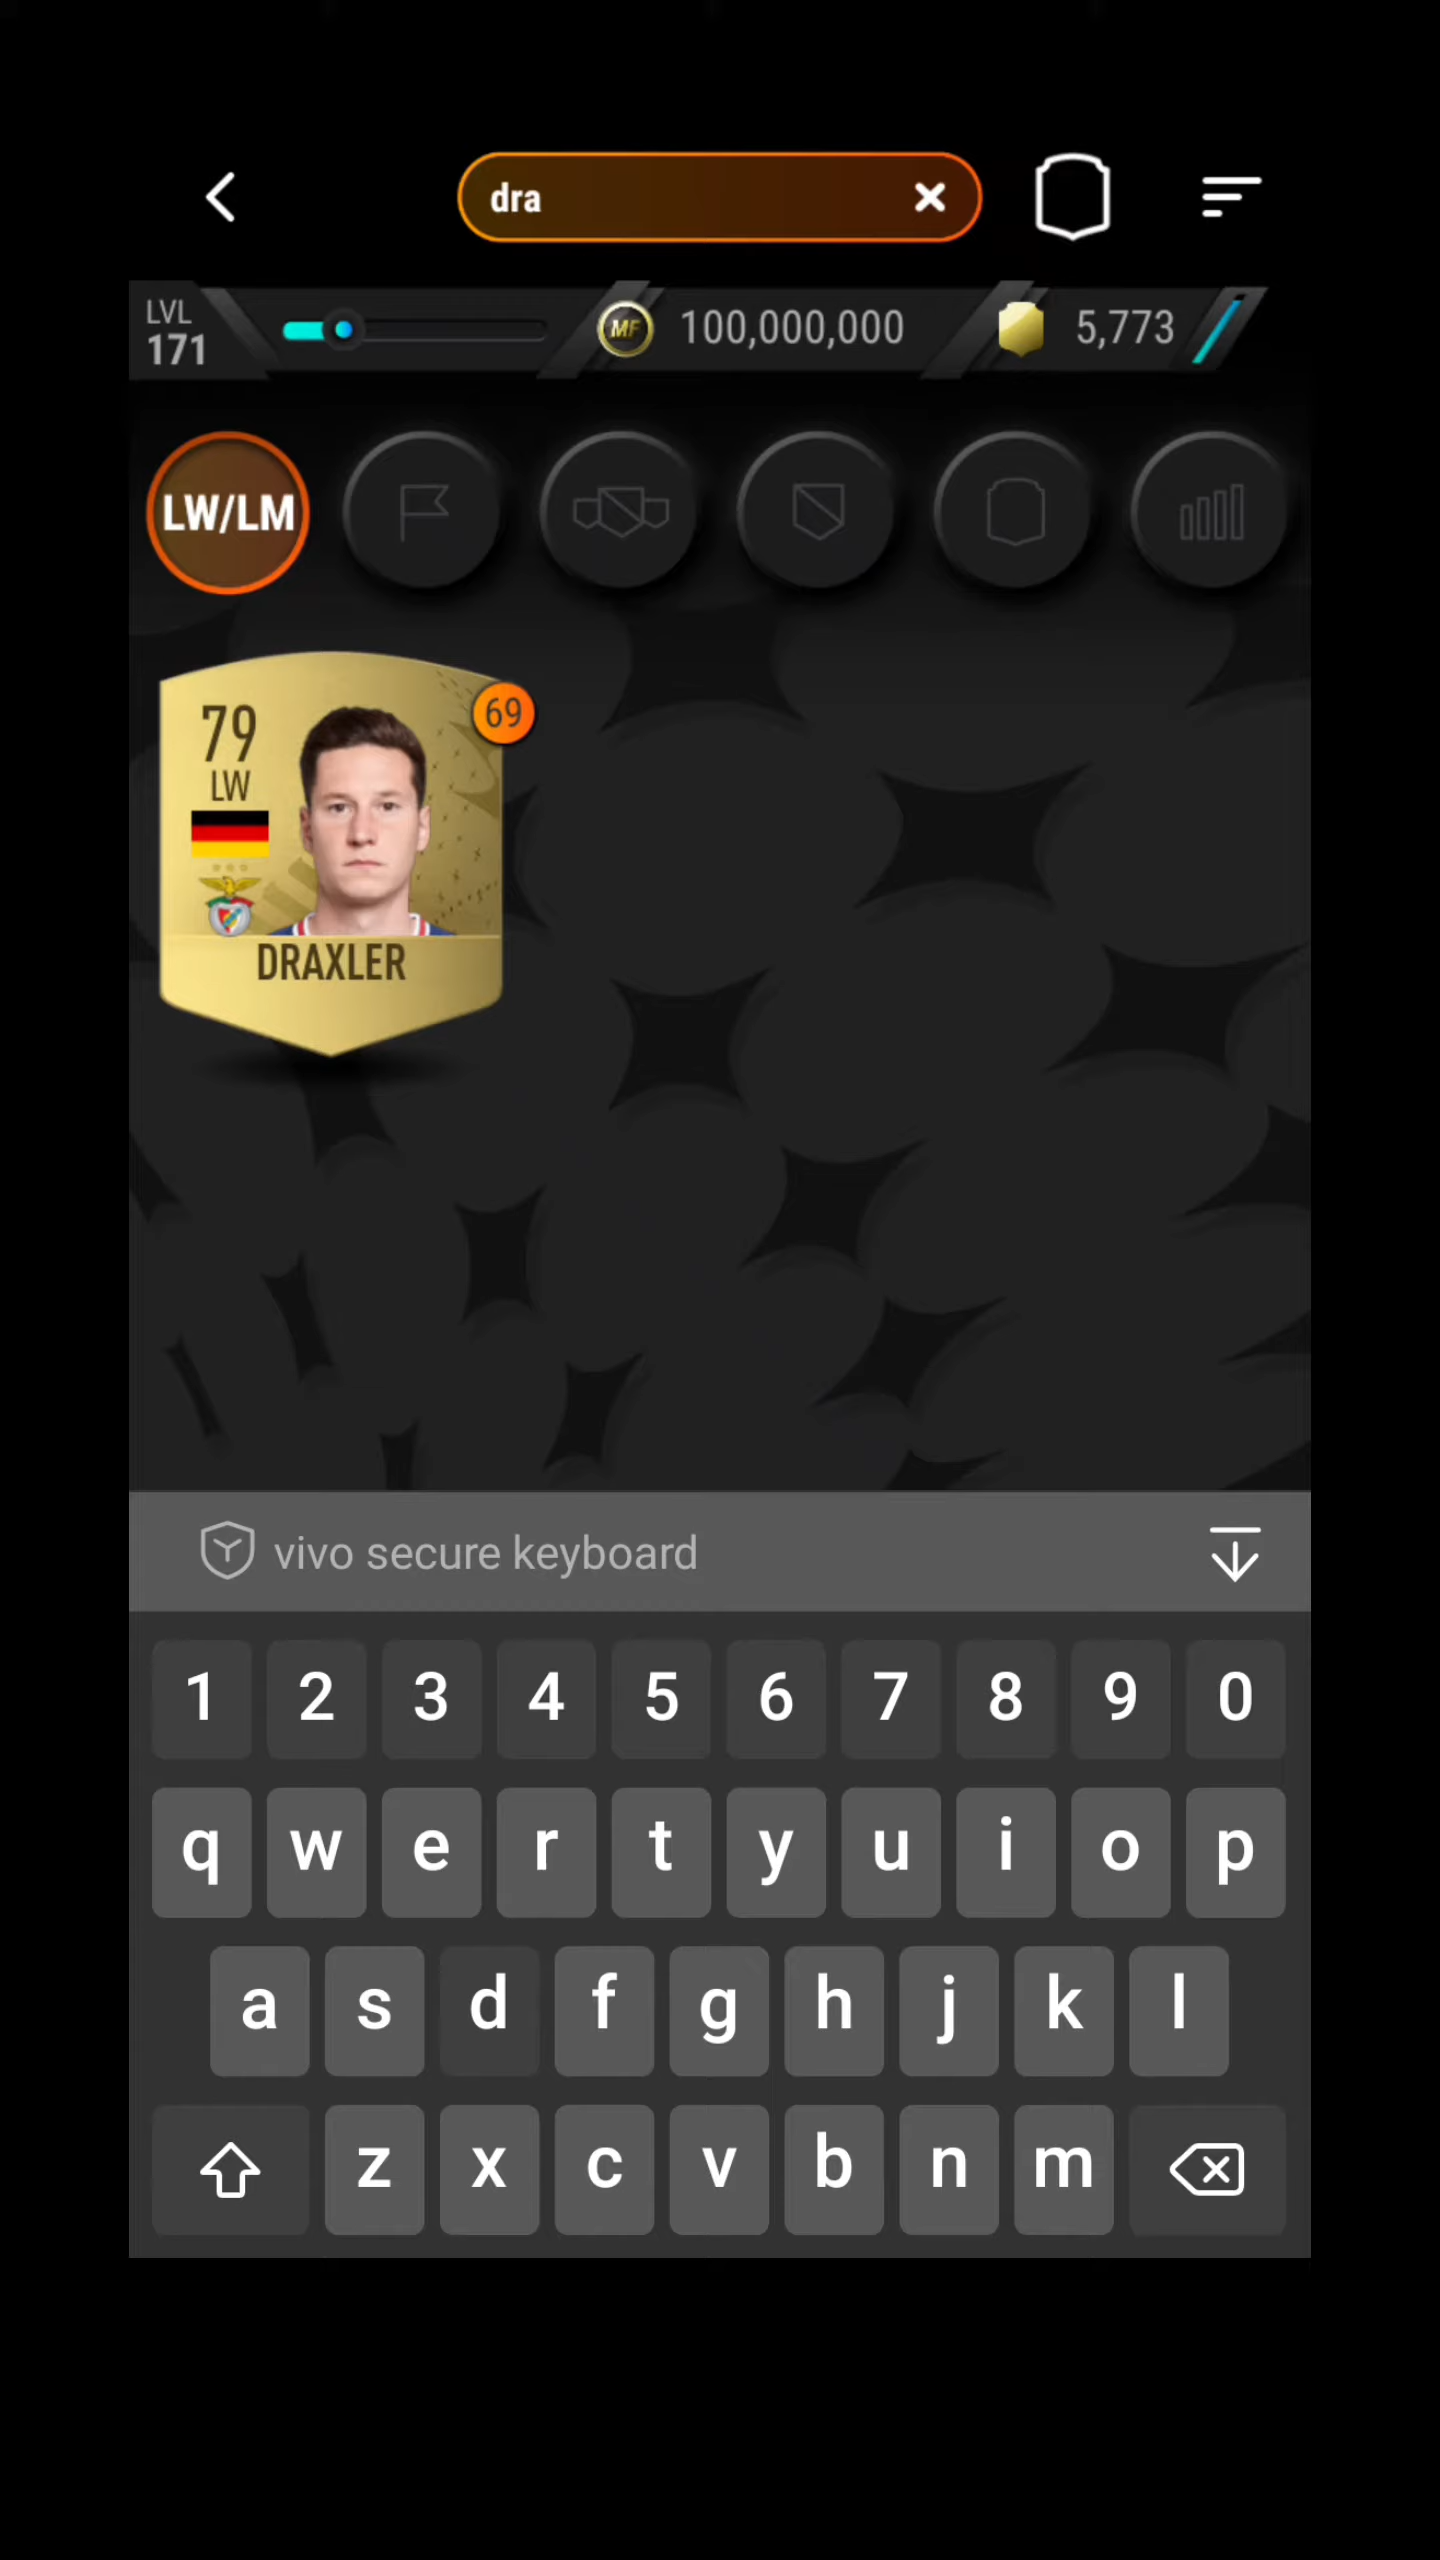 dra
LVL
171
MF
100,000,000
5,773
LW/LM
69
79
LW
DRAXLER
vivo secure keyboard
1 2 3 4 5 6 7 8 9 0
q w e r t y u i o p
a s d f g h j k l
z x c v b n m